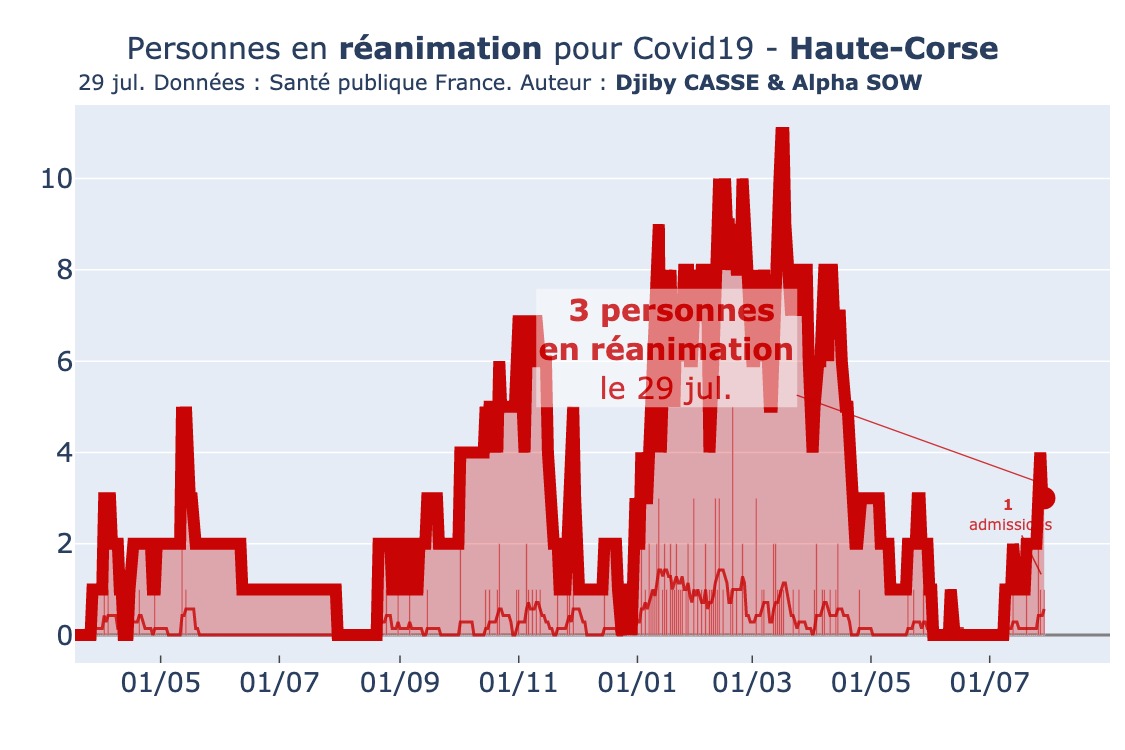 Personnes en réanimation pour Covid19 - Haute-Corse
29 jul. Données : Santé publique France. Auteur : Djiby CASSE & Alpha SOW
10
8
6
4
2
0
3 personnes
en réanimation
le 29 jul.
1
admissions
01/05
01/07
01/09
01/11
01/01
01/03
01/05
01/07